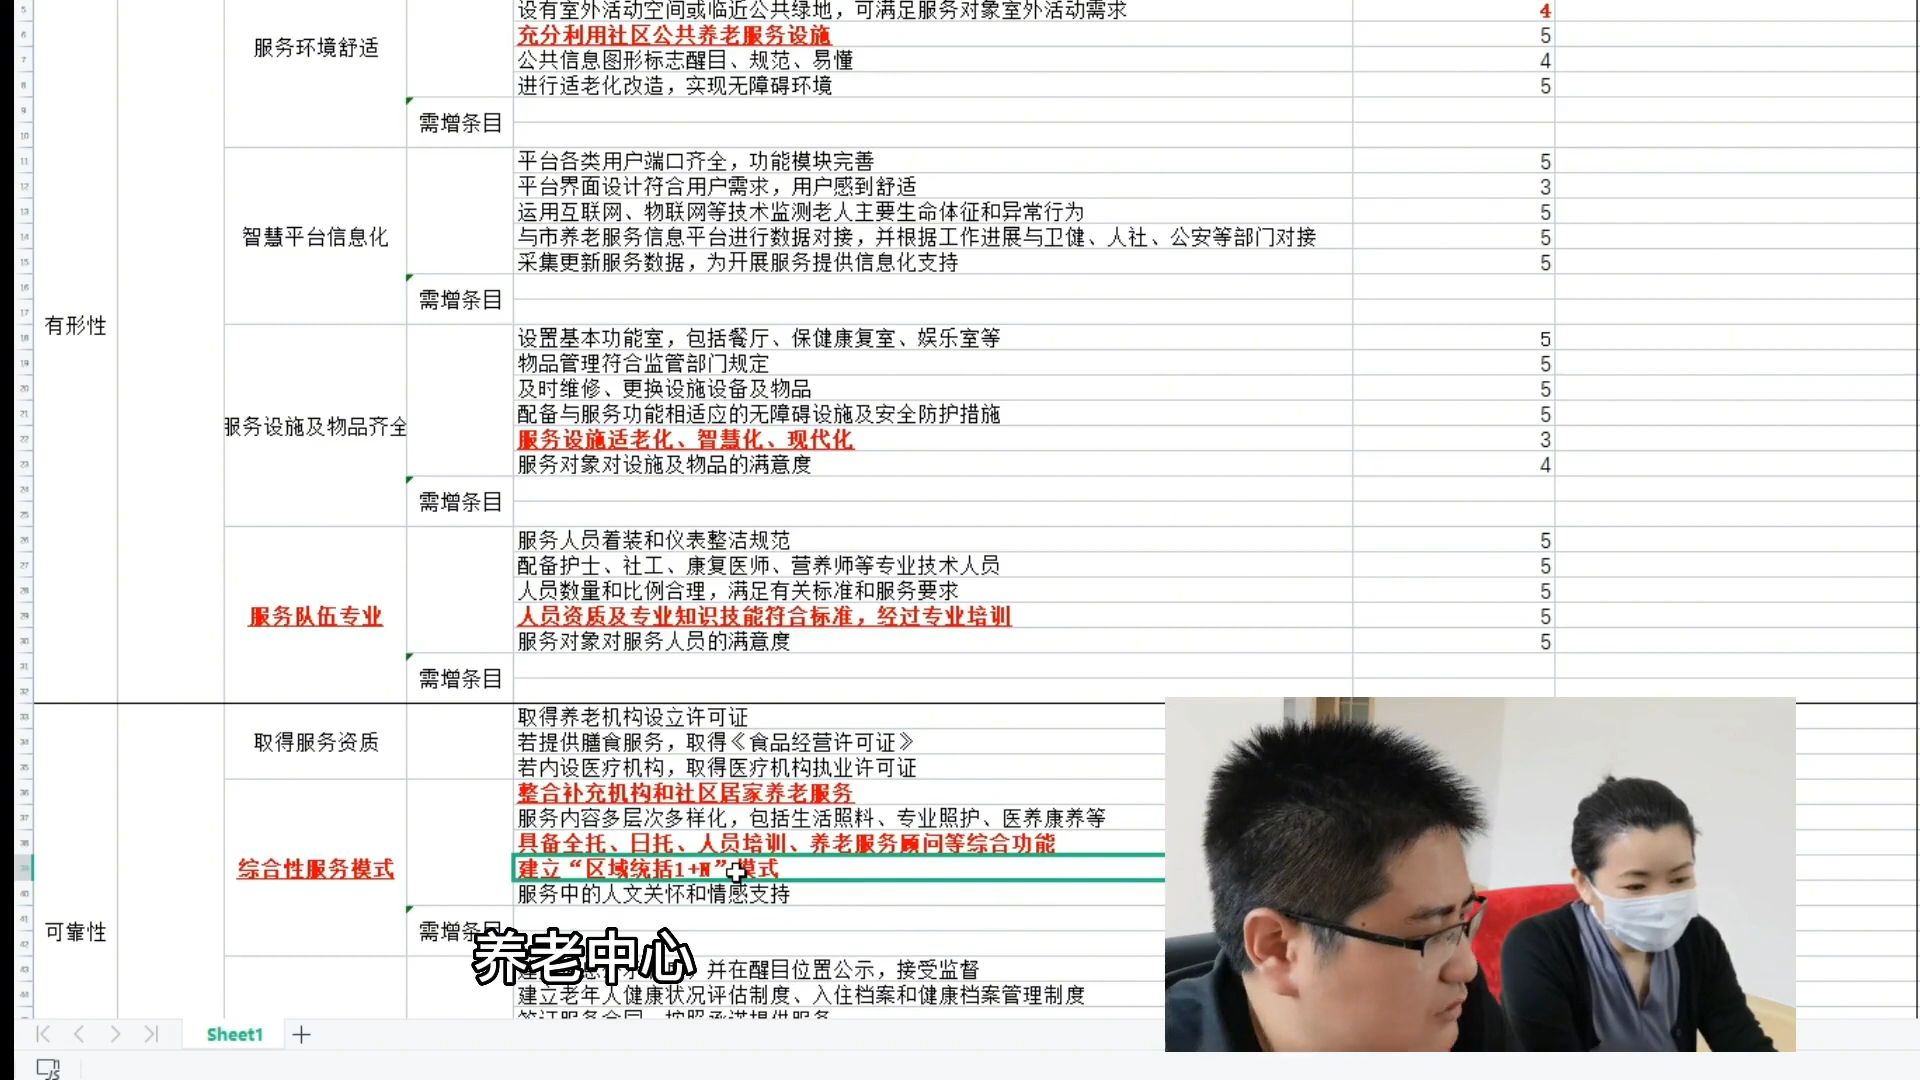 设有室外活动空间或临近公共绿地，可满足服务对象室外活动需求 4
服务环境舒适
充分利用社区公共养老服务设施 5
公共信息图形标志醒目、规范、易懂 4
进行适老化改造，实现无障碍环境 5
需增条目
平台各类用户端口齐全，功能模块完善 5
平台界面设计符合用户需求，用户感到舒适 3
运用互联网、物联网等技术监测老人主要生命体征和异常行为 5
智慧平台信息化
与市养老服务信息平台进行数据对接，并根据工作进展与卫健、人社、公安等部门对接 5
采集更新服务数据，为开展服务提供信息化支持 5
需增条目
有形性
设置基本功能室，包括餐厅、保健康复室、娱乐室等 5
物品管理符合监管部门规定 5
及时维修、更换设施设备及物品 5
配备与服务功能相适应的无障碍设施及安全防护措施 5
服务设施及物品齐全
服务设施适老化、智慧化、现代化 3
服务对象对设施及物品的满意度 4
需增条目
服务人员着装和仪表整洁规范 5
配备护士、社工、康复医师、营养师等专业技术人员 5
人员数量和比例合理，满足有关标准和服务要求 5
服务队伍专业
人员资质及专业知识技能符合标准，经过专业培训 5
服务对象对服务人员的满意度 5
需增条目
取得养老机构设立许可证
取得服务资质
若提供膳食服务，取得《食品经营许可证》
若内设医疗机构，取得医疗机构执业许可证
整合补充机构和社区居家养老服务
服务内容多层次多样化，包括生活照料、专业照护、医养康养等
具备全托、日托、人员培训、养老服务顾问等综合功能
综合性服务模式
建立“区域统括1+N”模式
服务中的人文关怀和情感支持
可靠性
需增条目
养老中心
并在醒目位置公示，接受监督
建立老年人健康状况评估制度、入住档案和健康档案管理制度
签订服务合同，按照承诺提供服务
Sheet1